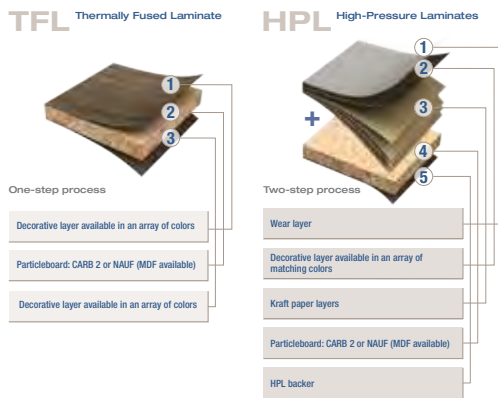 TFL Thermally Fused Laminate
1
2
3
One-step process
Decorative layer available in an array of colors
Particleboard: CARB 2 or NAUF (MDF available)
Decorative layer available in an array of colors
HPL High-Pressure Laminates
1
2
3
+
4
5
Two-step process
Wear layer
Decorative layer available in an array of
matching colors
Kraft paper layers
Particleboard: CARB 2 or NAUF (MDF available)
HPL backer